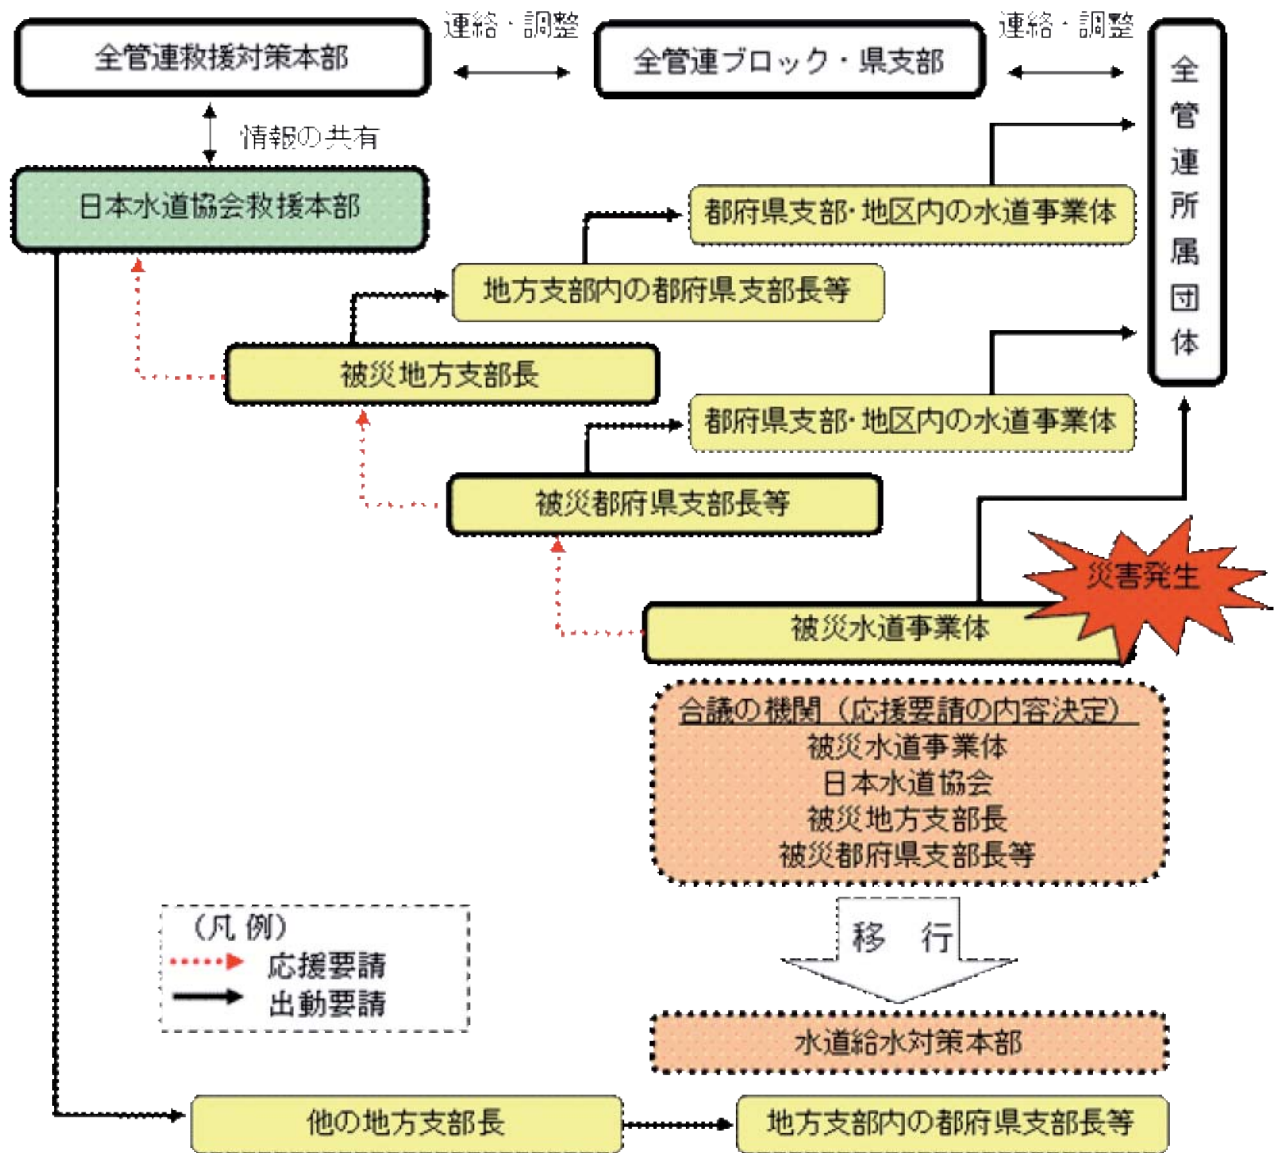 連絡・調整
連絡・調整
全管連救援対策本部
全管連ブロック・県支部
全管連所属団体
情報の共有
日本水道協会救援本部
都府県支部・地区内の水道事業体
地方支部内の都府県支部長等
被災地方支部長
都府県支部・地区内の水道事業体
被災都府県支部長等
災害発生
被災水道事業体
合議の機関（応援要請の内容決定）
被災水道事業体
日本水道協会
被災地方支部長
被災都府県支部長等
（凡 例）
応援要請
出動要請
移 行
水道給水対策本部
他の地方支部長
地方支部内の都府県支部長等